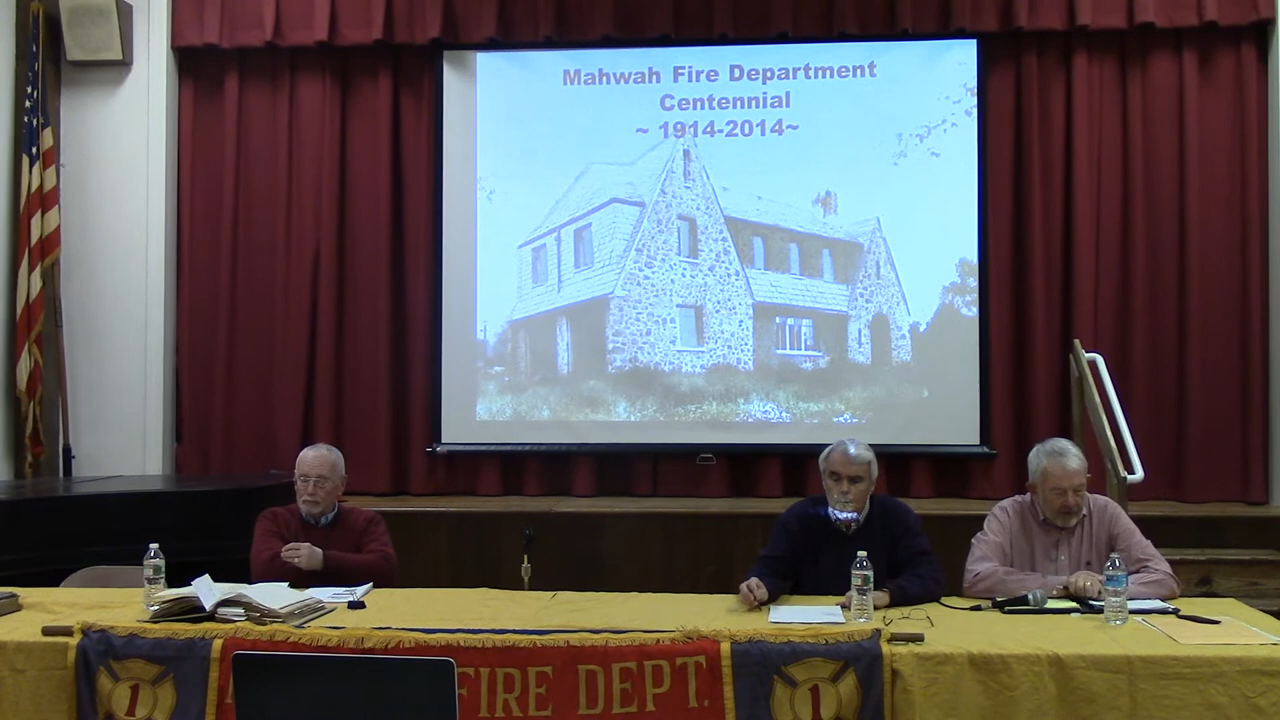 Mahwah Fire Department
Centennial
~ 1914-2014~
FIRE DEPT.
1
1